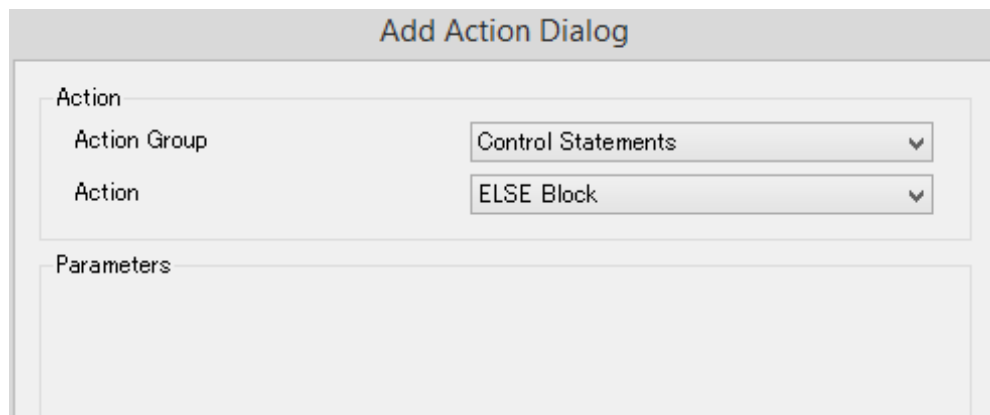 Add Action Dialog
Action
Action Group Control Statements
Action ELSE Block
Parameters